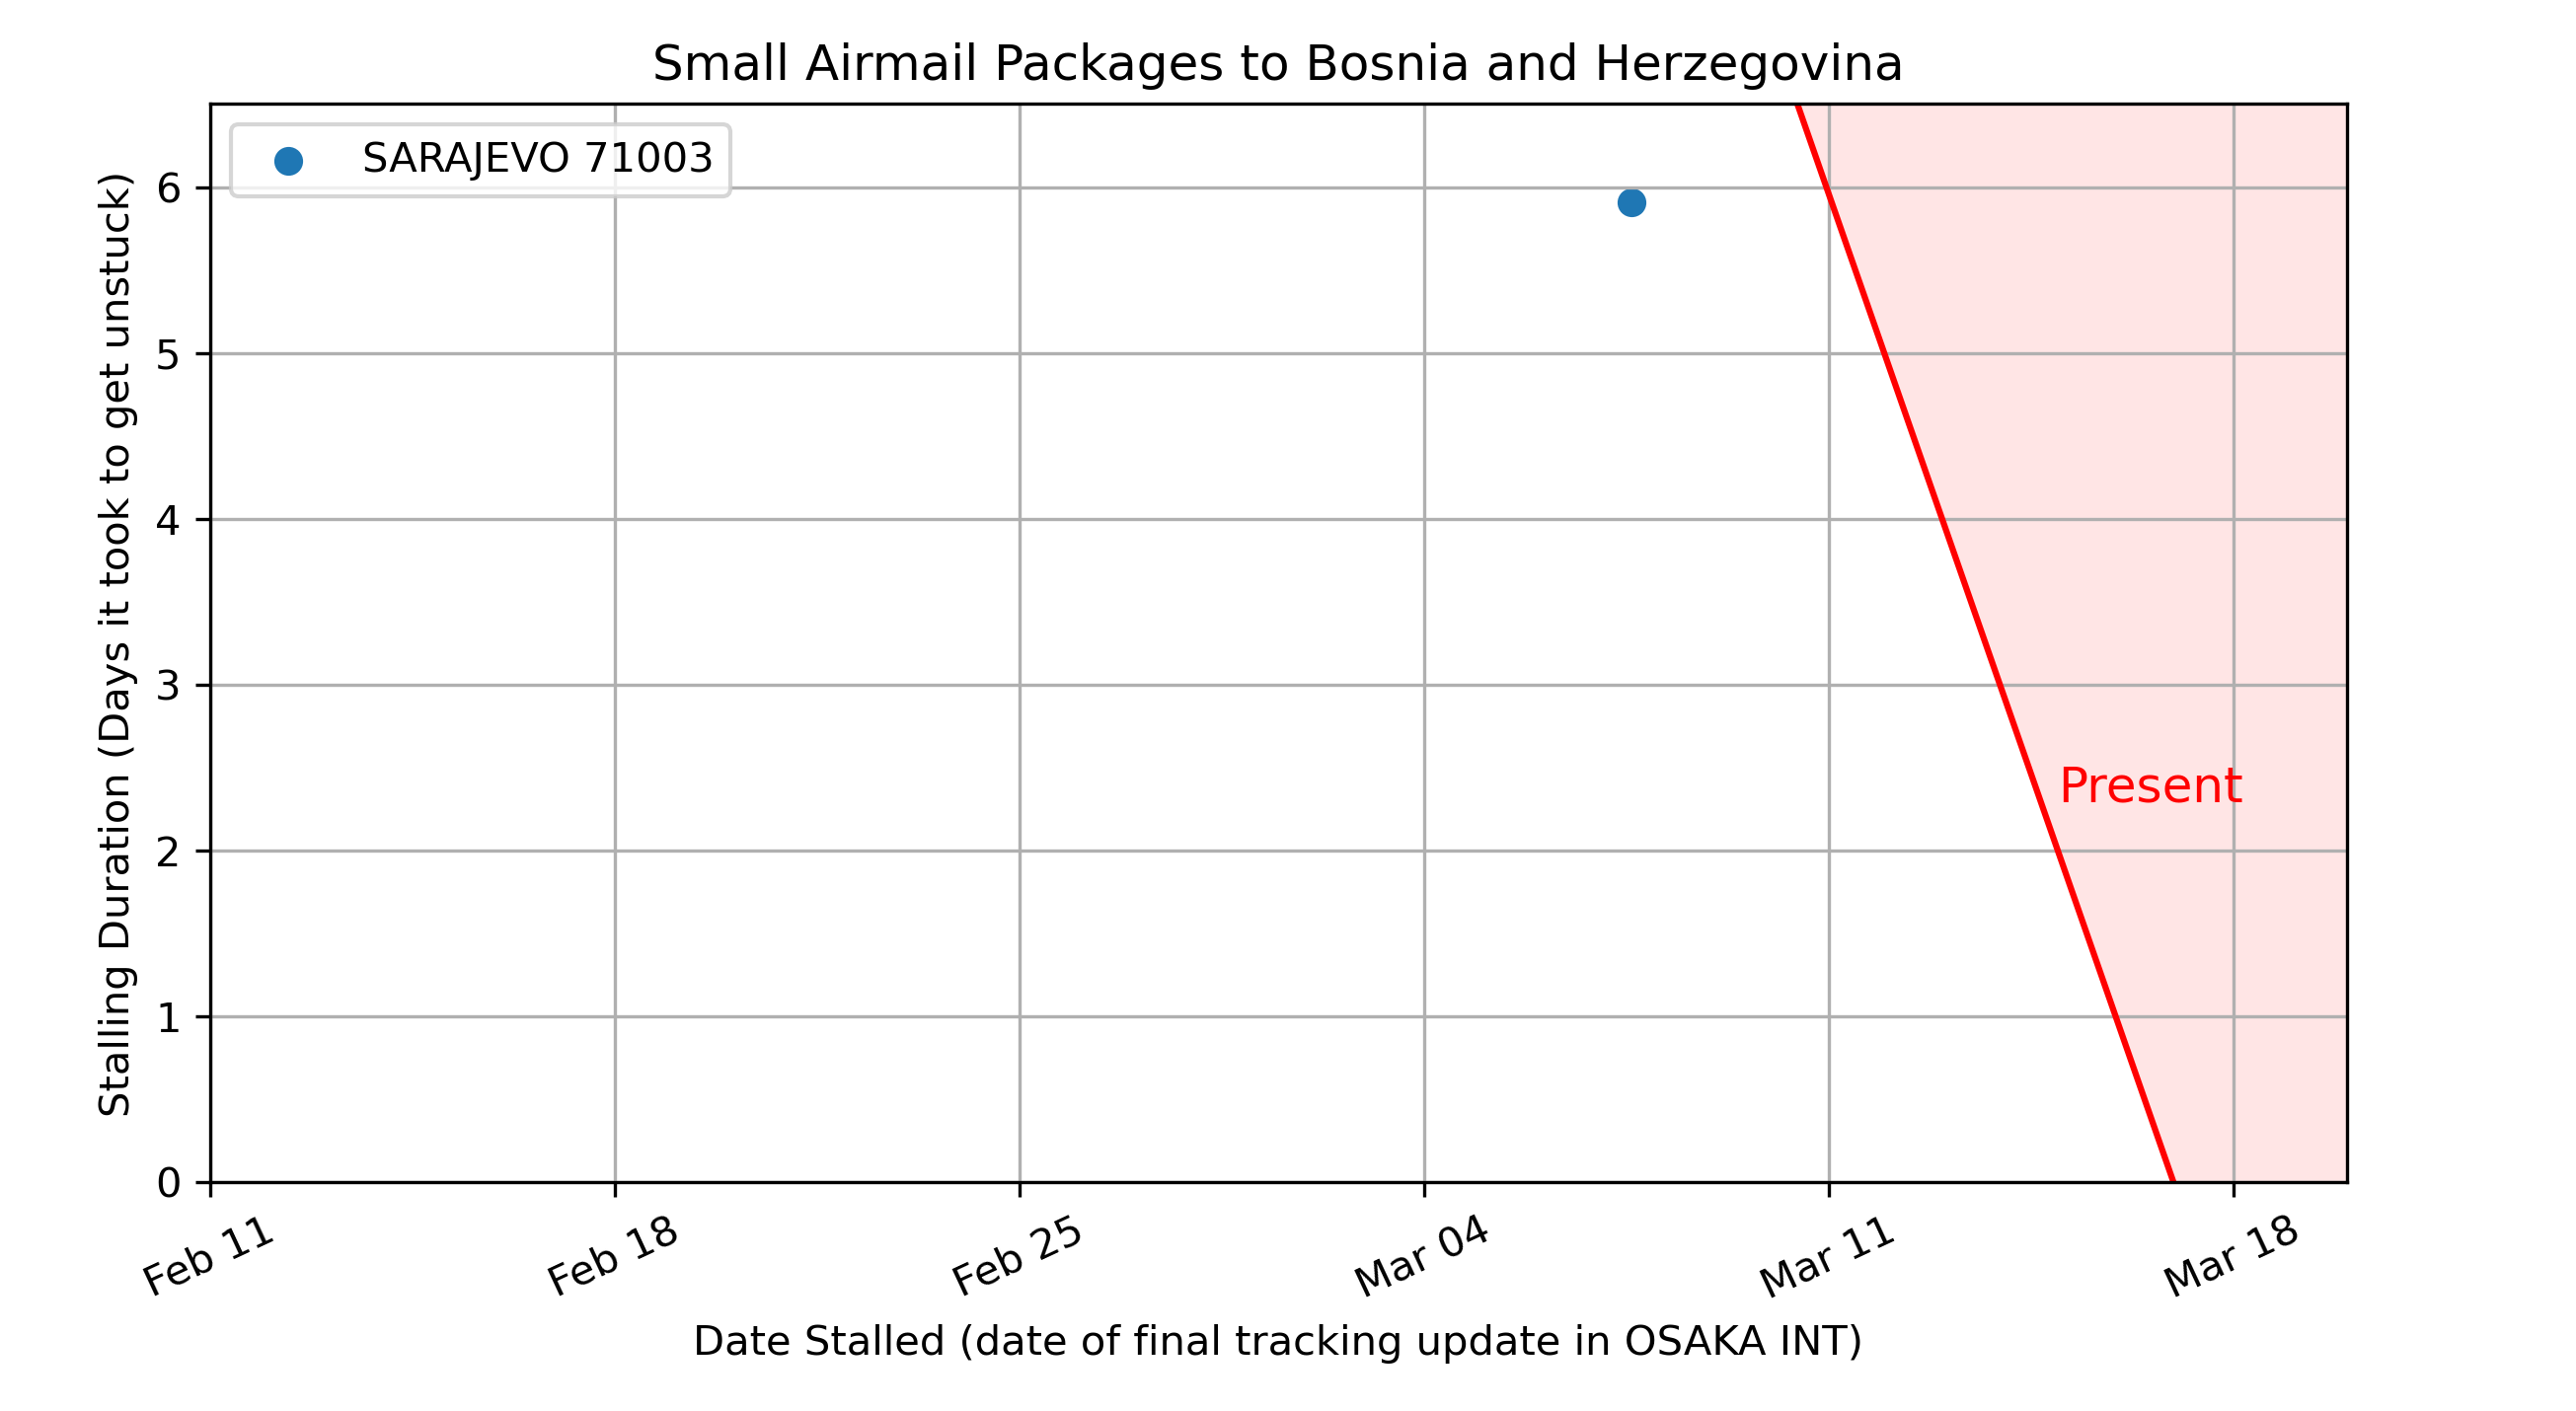 Small Airmail Packages to Bosnia and Herzegovina
SARAJEVO 71003
Stalling Duration (Days it took to get unstuck)
6
5
4
3
2
1
0
Present
Feb 11
Feb 18
Feb 25
Mar 04
Mar 11
Mar 18
Date Stalled (date of final tracking update in OSAKA INT)